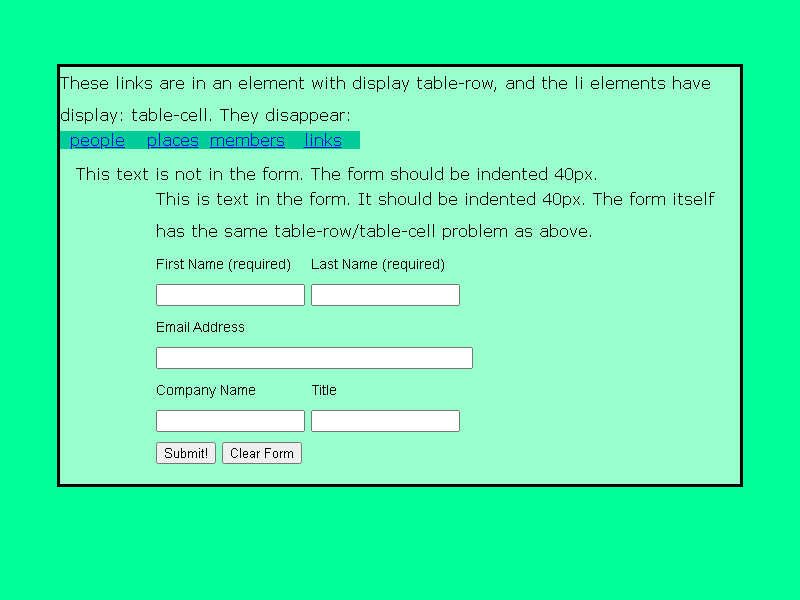 These links are in an element with display table-row, and the li elements have
display: table-cell. They disappear:
people places members links
This text is not in the form. The form should be indented 40px.
This is text in the form. It should be indented 40px. The form itself
has the same table-row/table-cell problem as above.
First Name (required) Last Name (required)
Email Address
Company Name Title
Submit! Clear Form